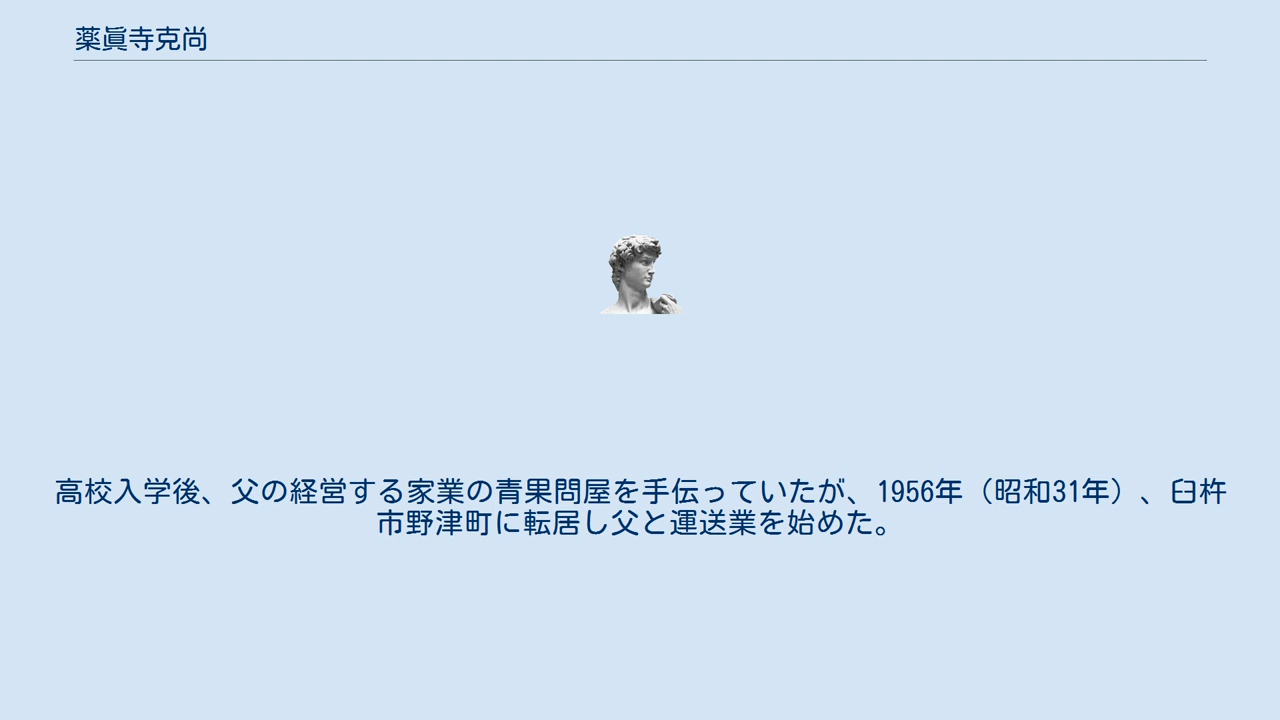 薬眞寺克尚
高校入学後、父の経営する家業の青果問屋を手伝っていたが、1956年（昭和31年）、臼杵
市野津町に転居し父と運送業を始めた。